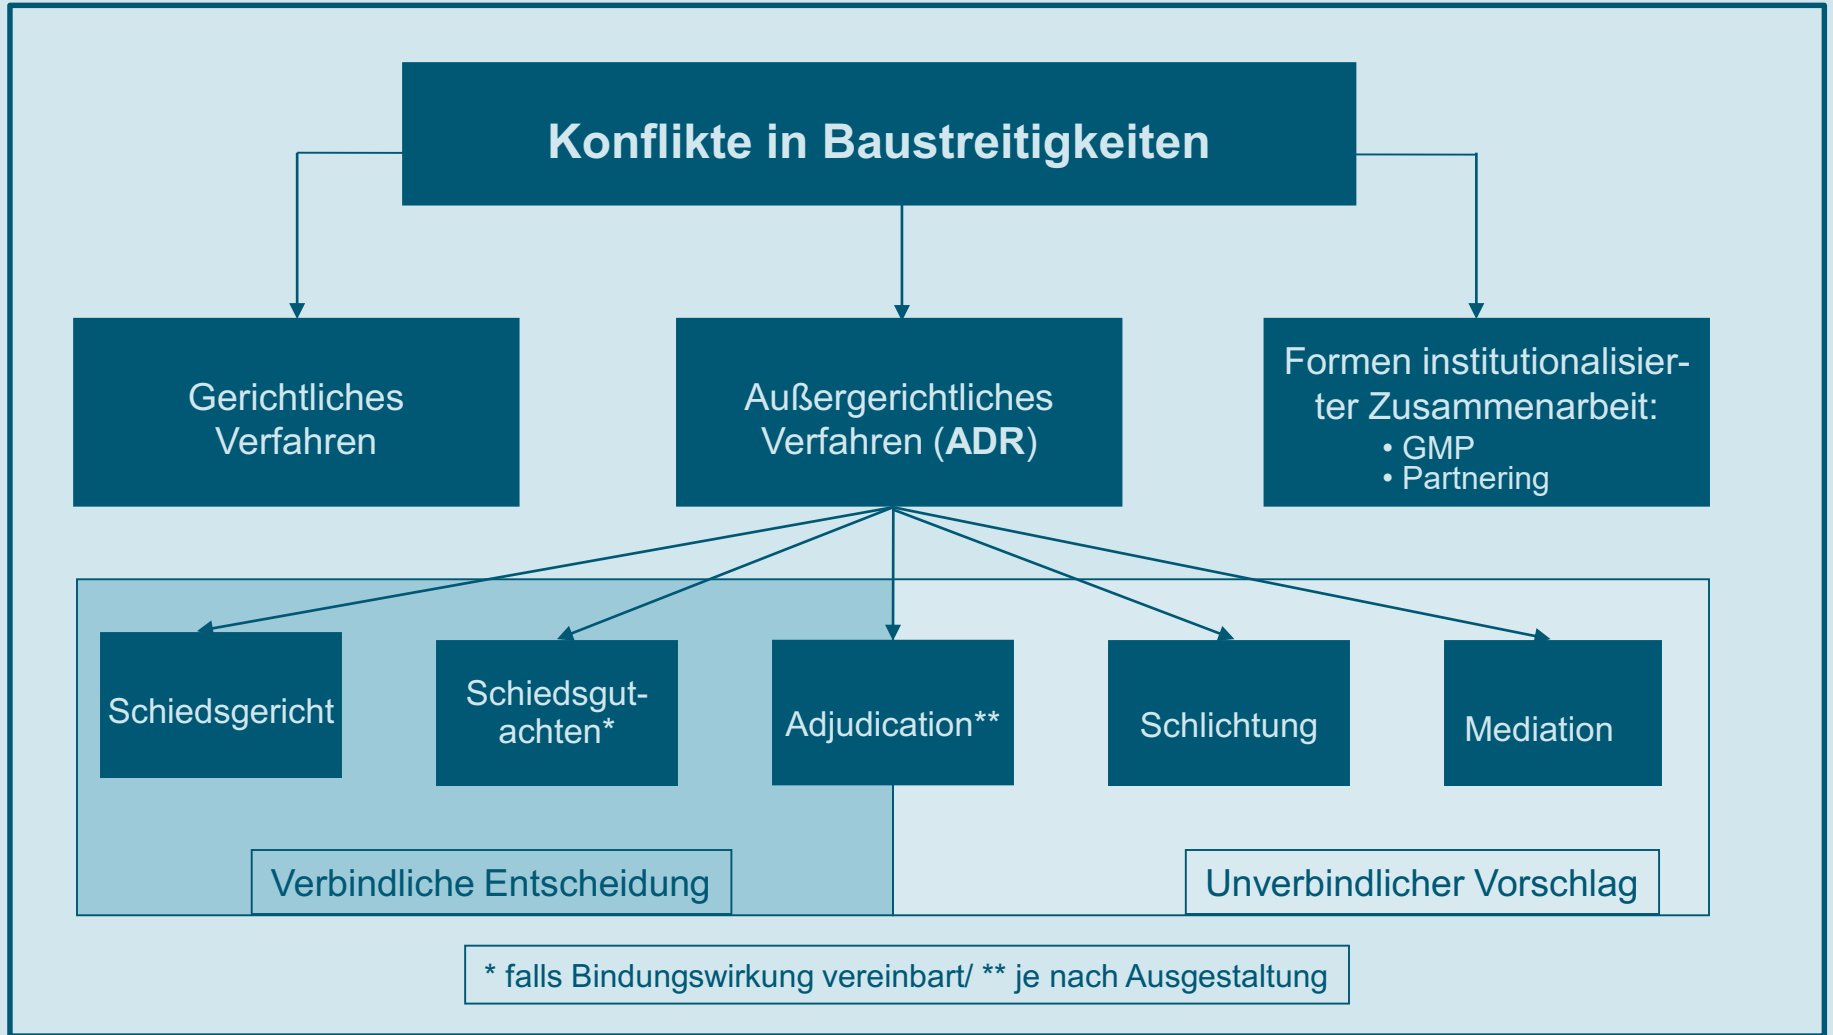 Konflikte in Baustreitigkeiten
Gerichtliches
Verfahren
Außergerichtliches
Verfahren (ADR)
Formen institutionalisier-
ter Zusammenarbeit:
• GMP
• Partnering
Schiedsgericht
Schiedsgut-
achten*
Adjudication**
Schlichtung
Mediation
Verbindliche Entscheidung
Unverbindlicher Vorschlag
* falls Bindungswirkung vereinbart/ ** je nach Ausgestaltung